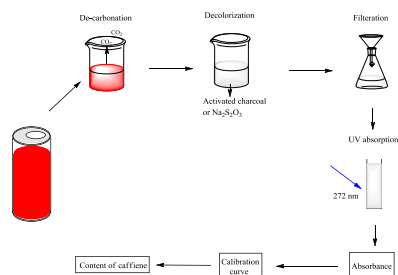 De-carbonation
Decolorization
Filteration
CO2
CO2
Activated charcoal
or Na2S2O3
UV absorption
272 nm
Absorbance
Calibration
curve
Content of caffiene